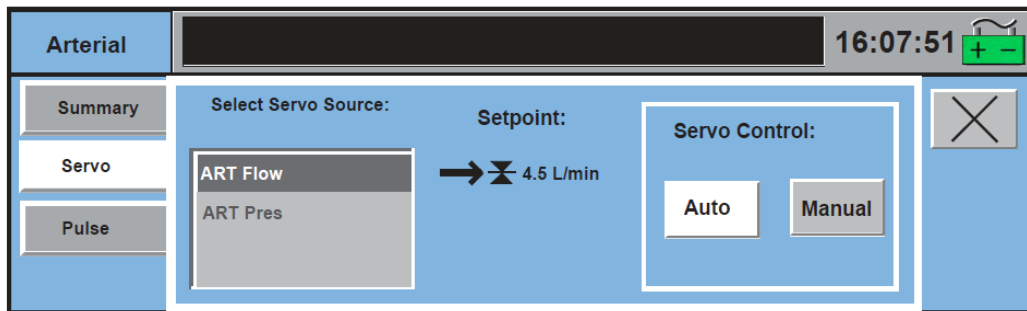 Arterial
16:07:51
+ −
Summary
Servo
Pulse
Select Servo Source:
ART Flow
ART Pres
Setpoint:
4.5 L/min
Servo Control:
Auto
Manual